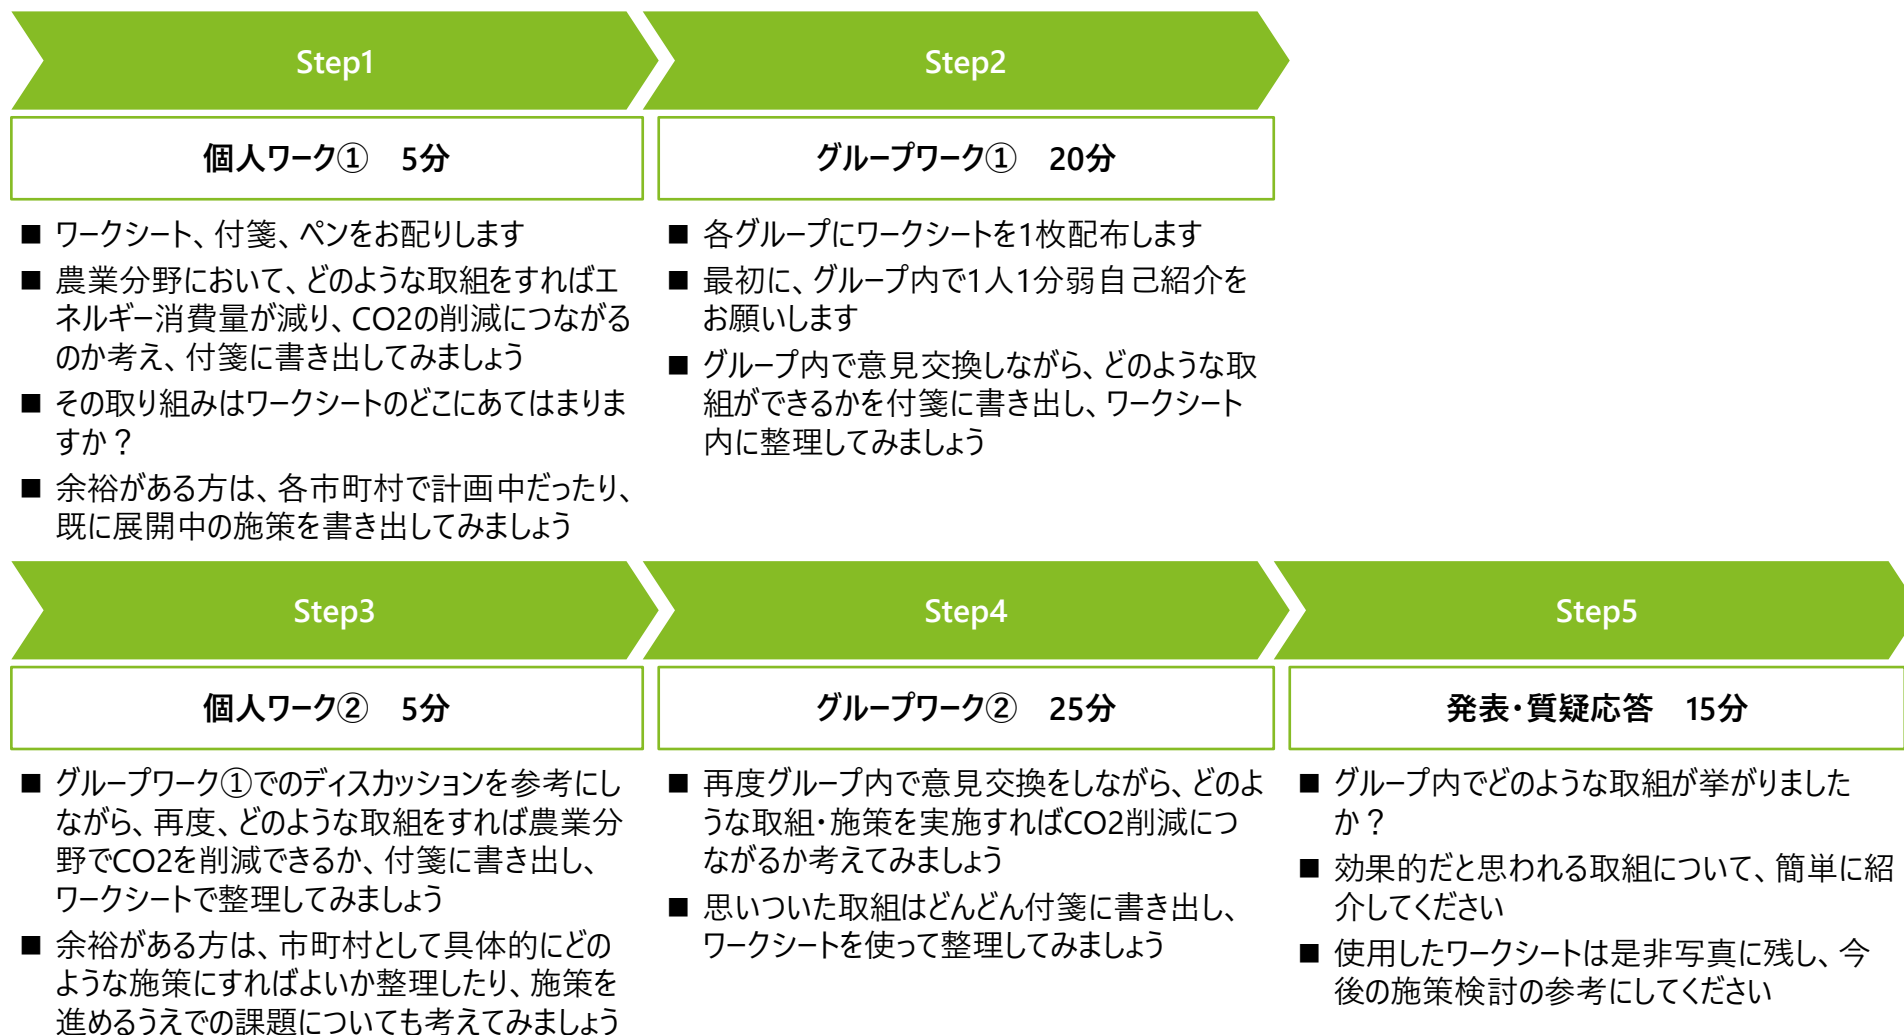 Step1
個人ワーク①　5分
■ ワークシート、付箋、ペンをお配りします
■ 農業分野において、どのような取組をすればエ
ネルギー消費量が減り、CO2の削減につながる
のか考え、付箋に書き出してみましょう
■ その取り組みはワークシートのどこにあてはまりま
すか？
■ 余裕がある方は、各市町村で計画中だったり、
既に展開中の施策を書き出してみましょう
Step2
グループワーク①　20分
■ 各グループにワークシートを1枚配布します
■ 最初に、グループ内で1人1分弱自己紹介を
お願いします
■ グループ内で意見交換しながら、どのような取
組ができるかを付箋に書き出し、ワークシート
内に整理してみましょう
Step3
個人ワーク②　5分
■ グループワーク①でのディスカッションを参考にし
ながら、再度、どのような取組をすれば農業分
野でCO2を削減できるか、付箋に書き出し、
ワークシートで整理してみましょう
■ 余裕がある方は、市町村として具体的にどの
ような施策にすればよいか整理したり、施策を
進めるうえでの課題についても考えてみましょう
Step4
グループワーク②　25分
■ 再度グループ内で意見交換をしながら、どのよ
うな取組・施策を実施すればCO2削減につ
ながるか考えてみましょう
■ 思いついた取組はどんどん付箋に書き出し、
ワークシートを使って整理してみましょう
Step5
発表・質疑応答　15分
■ グループ内でどのような取組が挙がりました
か？
■ 効果的だと思われる取組について、簡単に紹
介してください
■ 使用したワークシートは是非写真に残し、今
後の施策検討の参考にしてください